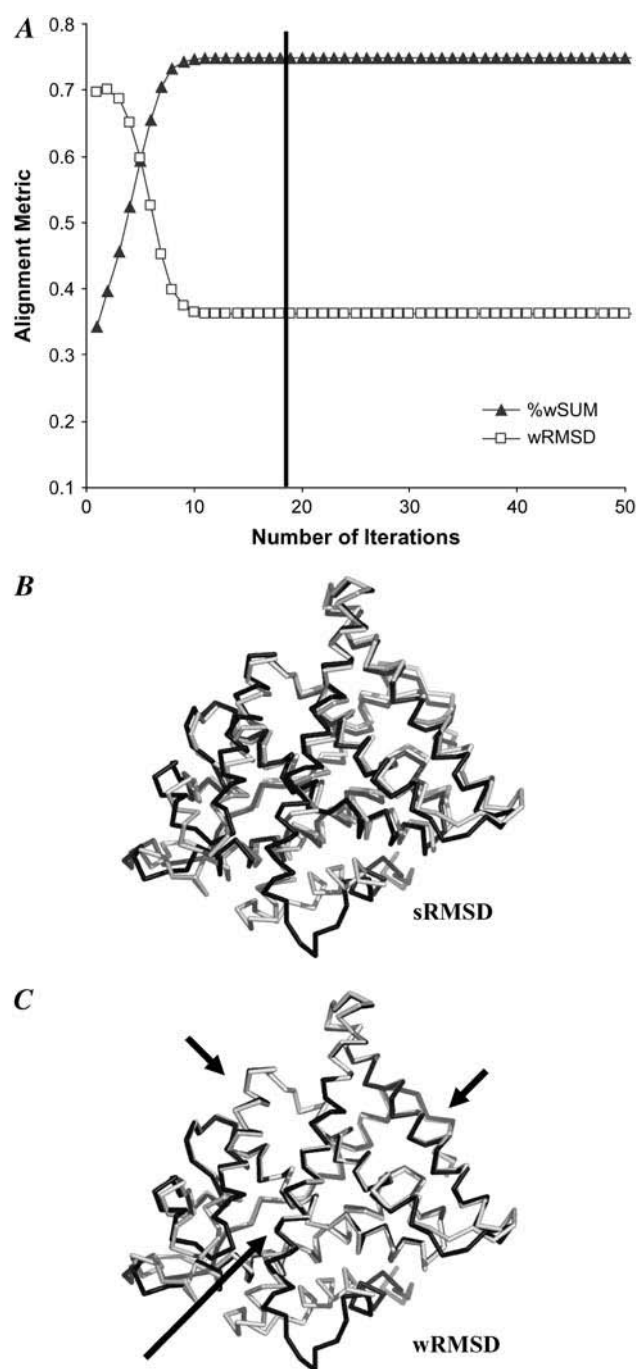 A
0.8
0.7
0.6
0.5
0.4
0.3
0.2
0.1
Alignment Metric
%wSUM
wRMSD
0 10 20 30 40 50
Number of Iterations
B
sRMSD
C
wRMSD